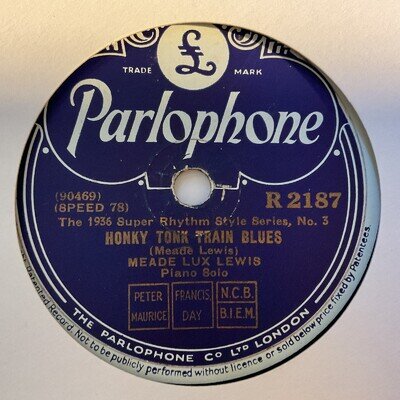 £
TRADE MARK
Parlophone
(90469)
(SPEED 78)
R 2187
The 1936 Super Rhythm Style Series, No. 3
HONKY TONK TRAIN BLUES
(Meade Lewis)
MEADE LUX LEWIS
Piano Solo
PETER MAURICE
FRANCIS, DAY
N.C.B.
B.I.E.M.
THE PARLOPHONE CO LTD LONDON
Patented Record. Not to be publicly performed without licence or sold below price fixed by Patentees.